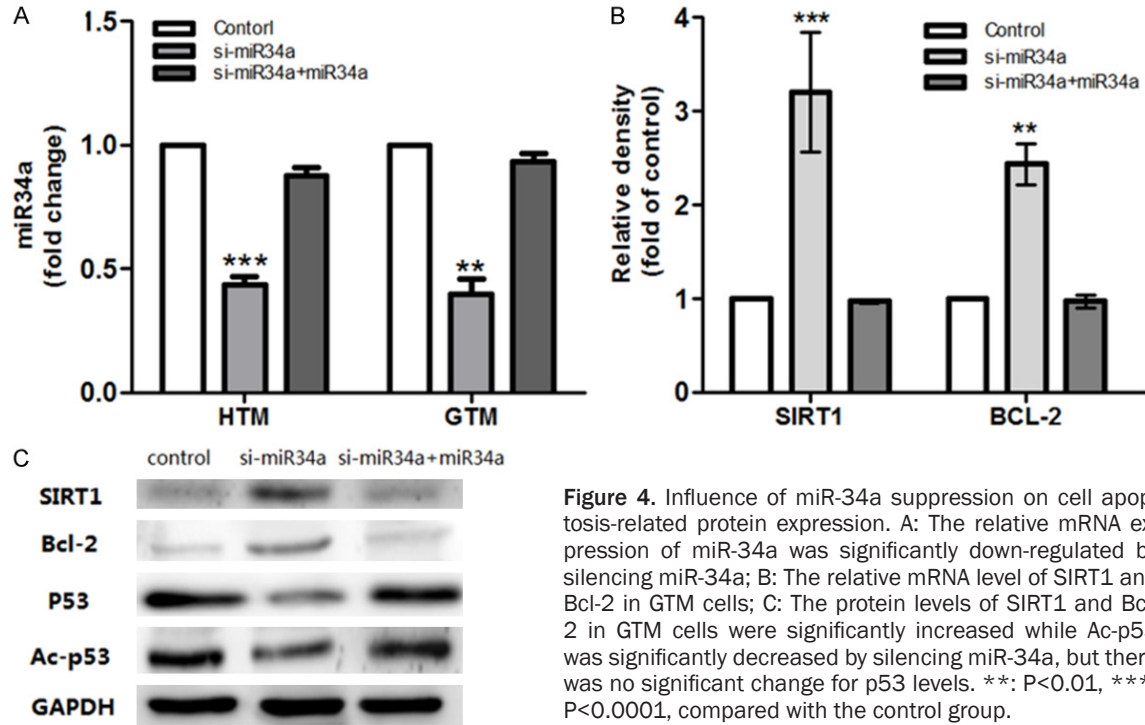 A
1.5
Contorl
si-miR34a
si-miR34a+miR34a
miR34a
(fold change)
1.0
0.5
0.0
***
**
HTM
GTM
B
4
3
2
1
0
Relative density
(fold of control)
***
**
Control
si-miR34a
si-miR34a+miR34a
SIRT1
BCL-2
C
control si-miR34a si-miR34a+miR34a
SIRT1
Bcl-2
P53
Ac-p53
GAPDH
Figure 4. Influence of miR-34a suppression on cell apop-
tosis-related protein expression. A: The relative mRNA ex
pression of miR-34a was significantly down-regulated b
silencing miR-34a; B: The relative mRNA level of SIRT1 an
Bcl-2 in GTM cells; C: The protein levels of SIRT1 and Bc
2 in GTM cells were significantly increased while Ac-p5
was significantly decreased by silencing miR-34a, but ther
was no significant change for p53 levels. **: P<0.01, ***
P<0.0001, compared with the control group.